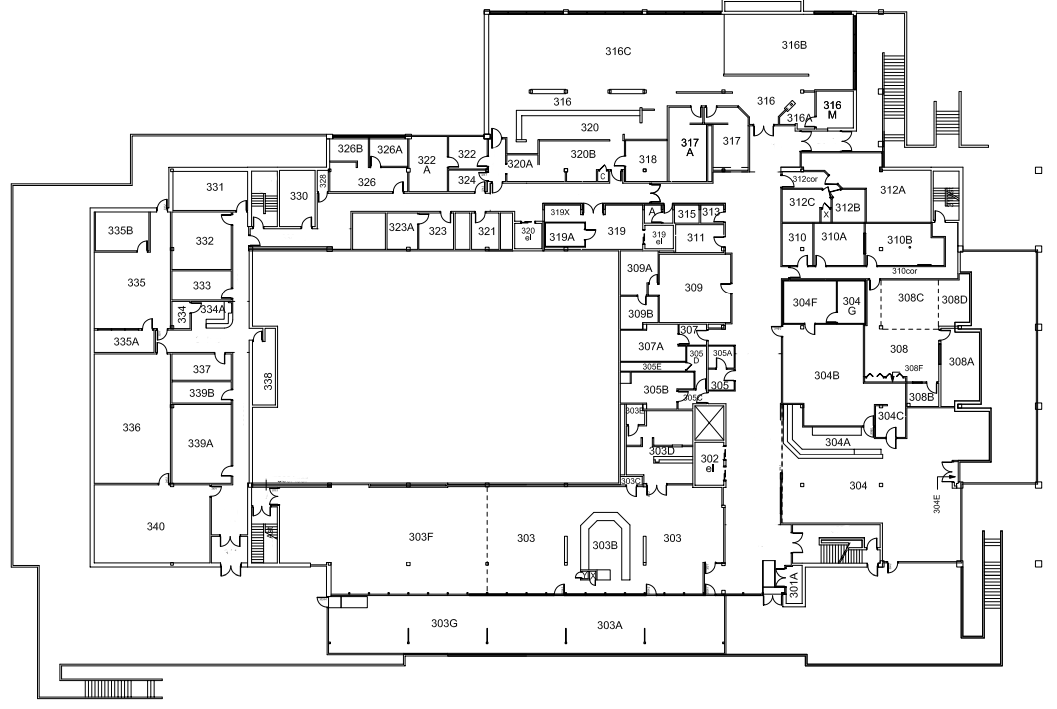 316C
316B
316
316
316A
316
M
320
317
A
317
326B
326A
322
A
322
320A
320B
318
C
326
324
328
331
330
312cor
312A
312C
X
312B
335B
332
323A
323
321
320
el
319X
319A
319
A
319
el
315
313
311
310
310A
310B
310cor
335
333
334
334A
335A
309A
309
309B
307
304F
304
G
308C
308D
307A
305
D
305A
305E
305
305B
305C
308
308A
308F
308B
304B
304C
304A
304
304E
337
339B
338
336
339A
303E
303D
302
el
303C
340
303F
303
303B
303
Y
X
301A
303G
303A